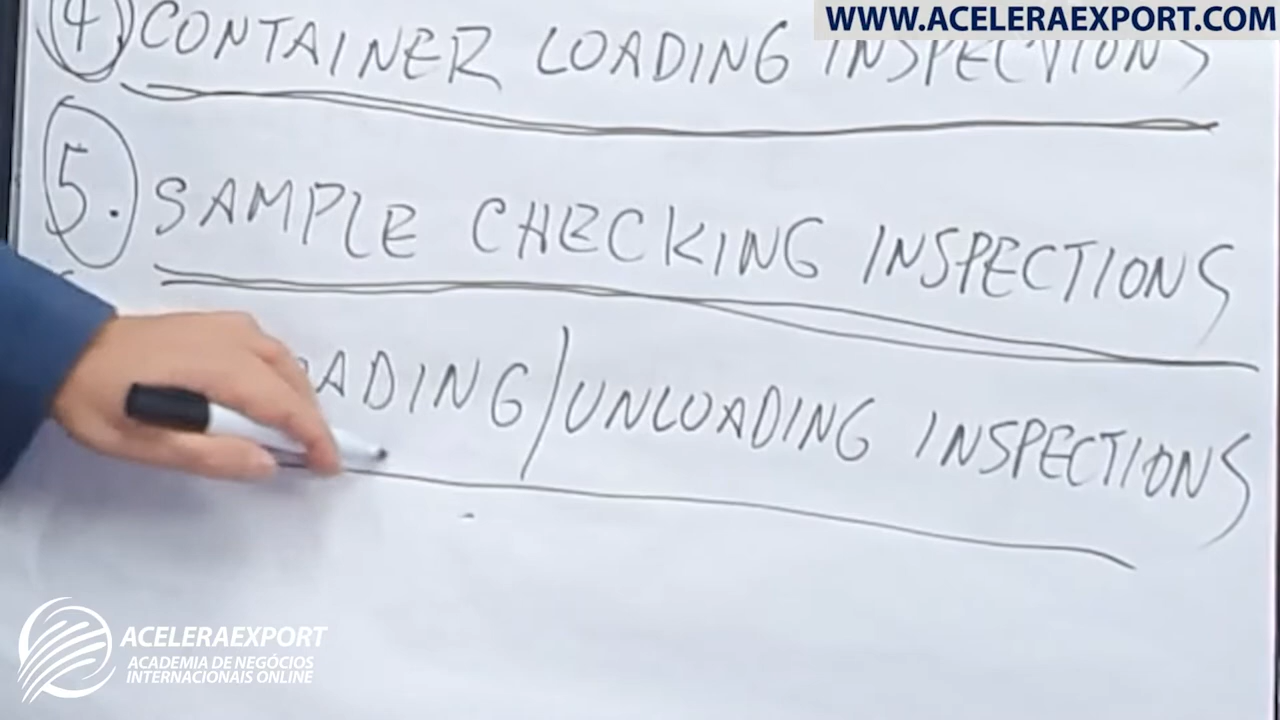 WWW.ACELERAEXPORT.COM
4. CONTAINER LOADING INSPECTIONS
5. SAMPLE CHECKING INSPECTIONS
ADING/UNLOADING INSPECTIONS
ACELERAEXPORT
ACADEMIA DE NEGÓCIOS
INTERNACIONAIS ONLINE